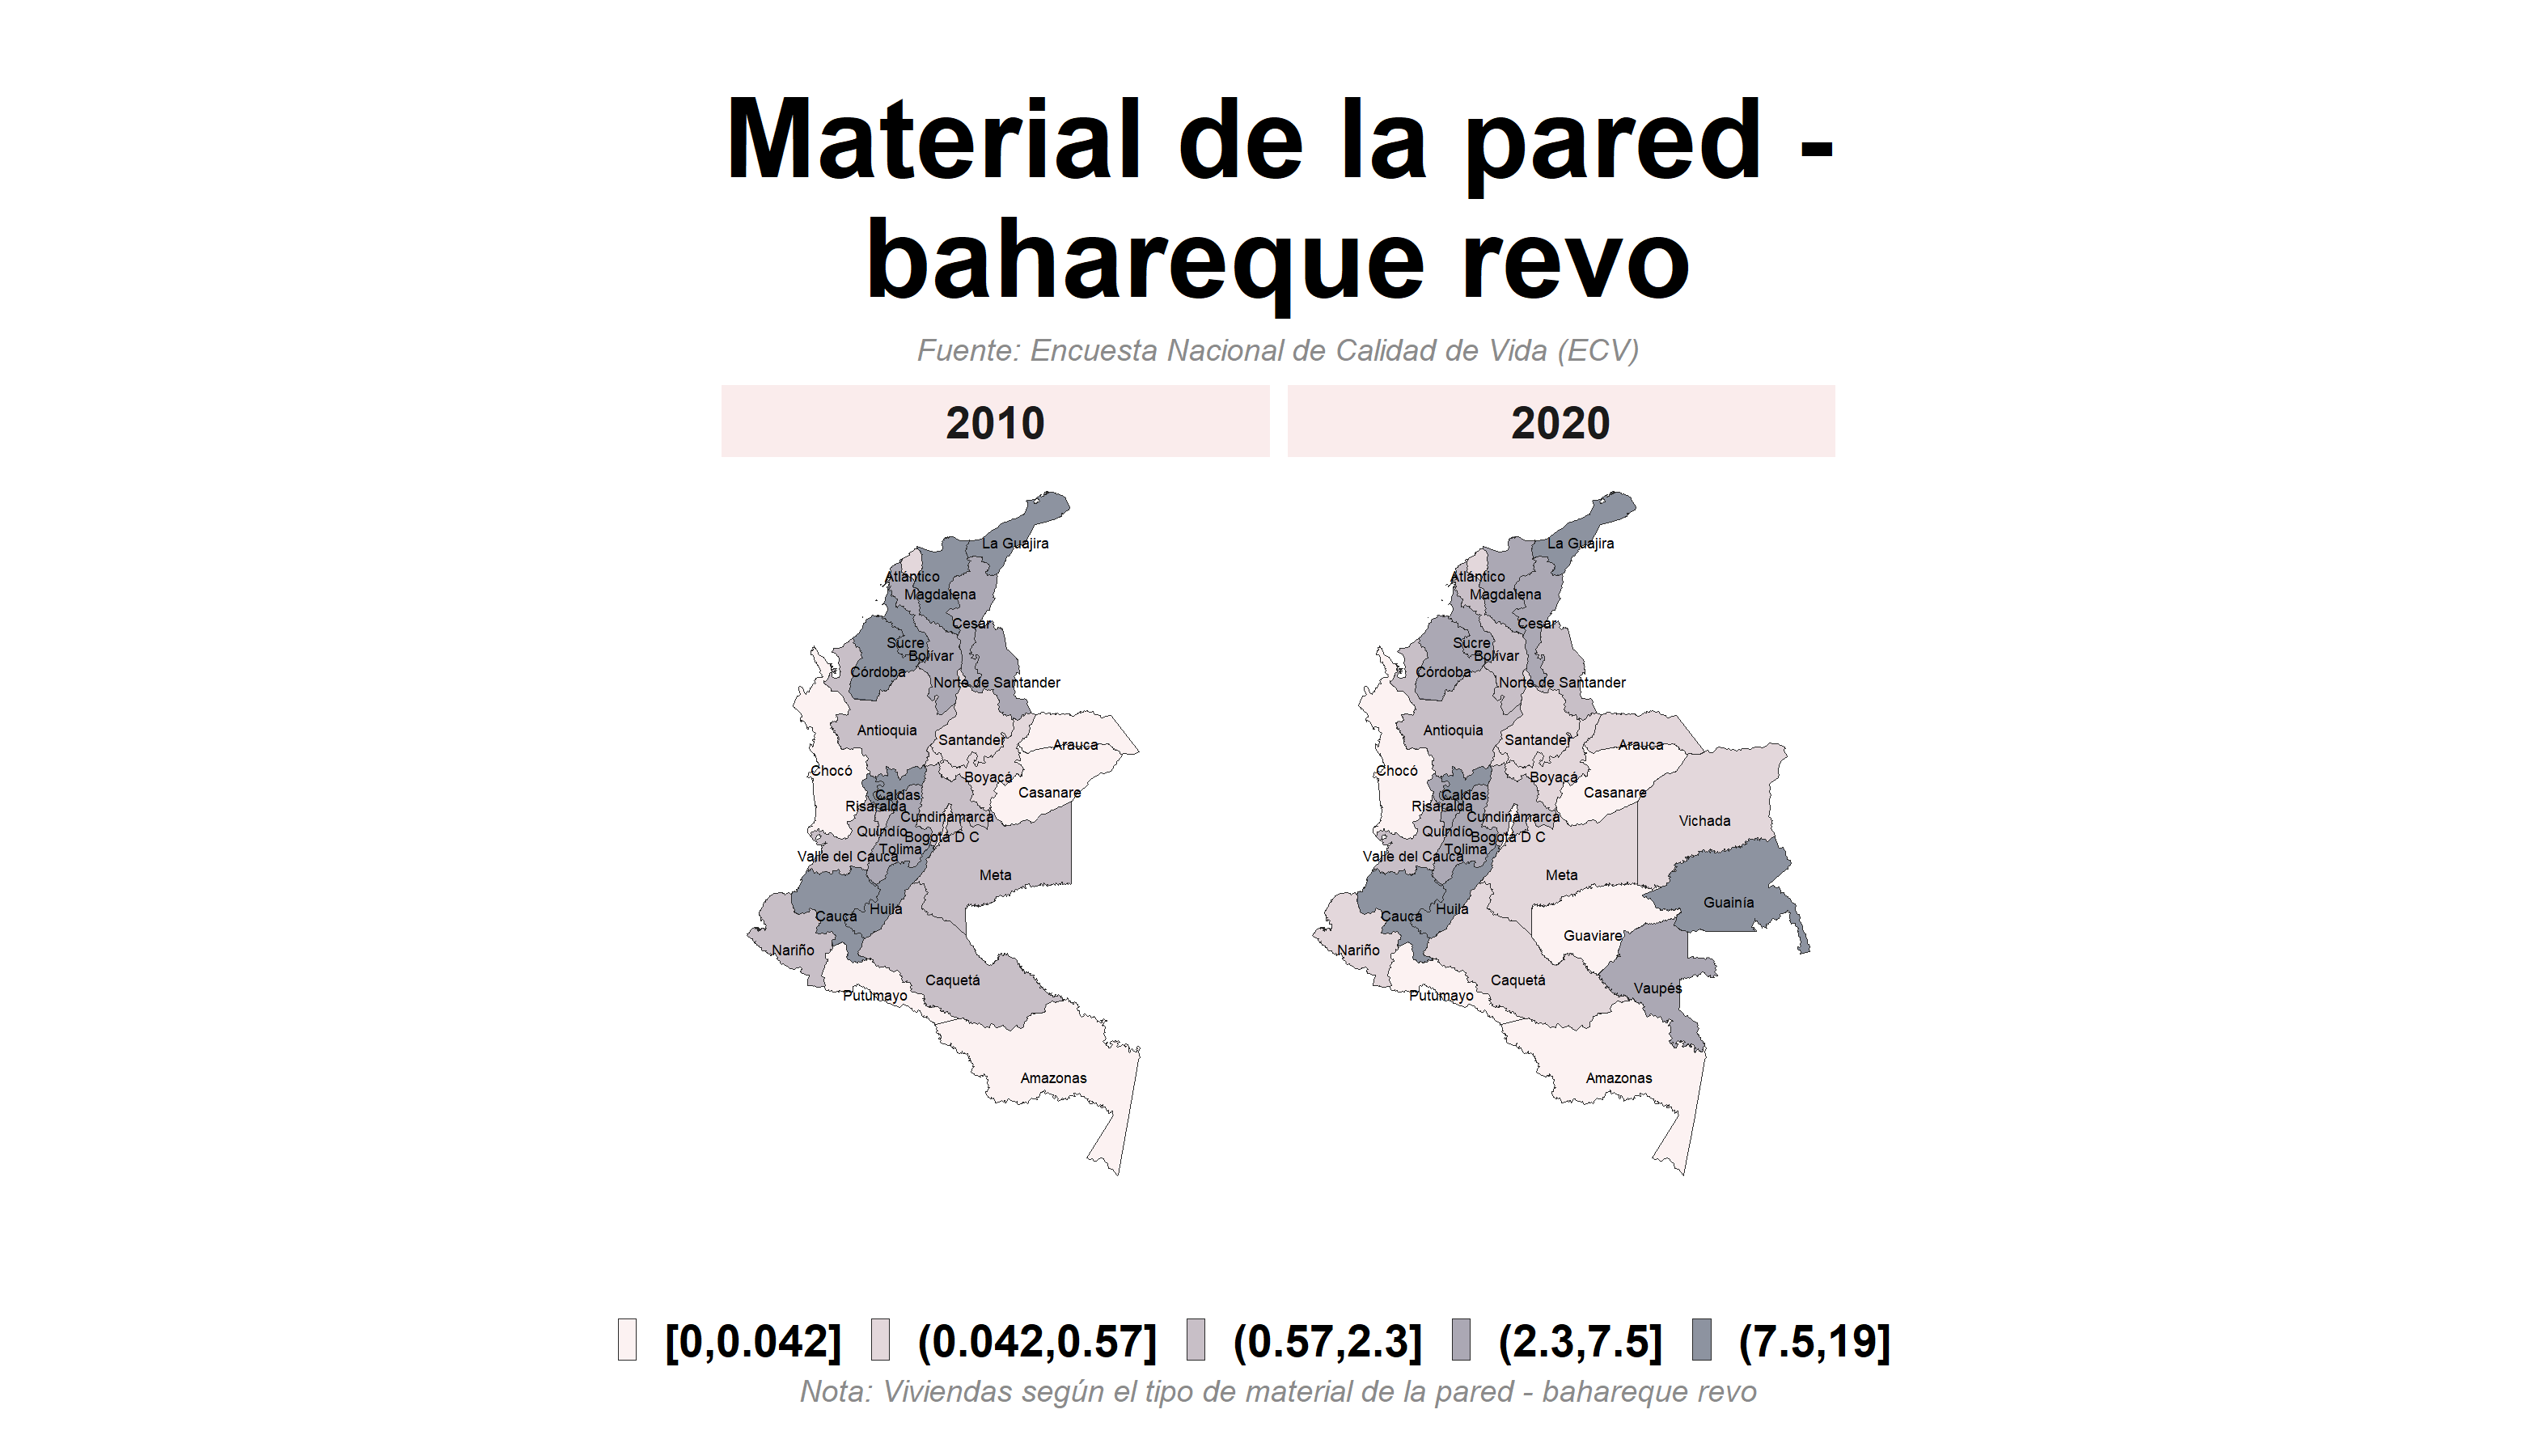 Material de la pared -
bahareque revo
Fuente: Encuesta Nacional de Calidad de Vida (ECV)
2010
2020
La Guajira
Atlántico
Magdalena
Cesar
Sucre
Bolívar
Córdoba
Norte de Santander
Antioquia
Santander
Arauca
Chocó
Boyacá
Caldas
Casanare
Risaralda
Cundinamarca
Quindío
Bogotá D C
Tolima
Valle del Cauca
Meta
Huila
Cauca
Nariño
Caquetá
Putumayo
Amazonas
La Guajira
Atlántico
Magdalena
Cesar
Sucre
Bolívar
Córdoba
Norte de Santander
Antioquia
Santander
Arauca
Chocó
Boyacá
Caldas
Casanare
Risaralda
Cundinamarca
Vichada
Quindío
Bogotá D C
Tolima
Valle del Cauca
Meta
Guainía
Huila
Cauca
Guaviare
Nariño
Caquetá
Vaupés
Putumayo
Amazonas
[0,0.042] (0.042,0.57] (0.57,2.3] (2.3,7.5] (7.5,19]
Nota: Viviendas según el tipo de material de la pared - bahareque revo